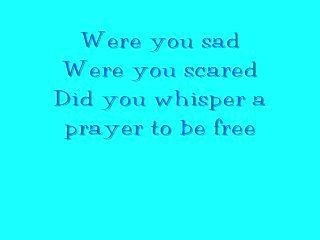 Were you sad
Were you scared
Did you whisper a
prayer to be free